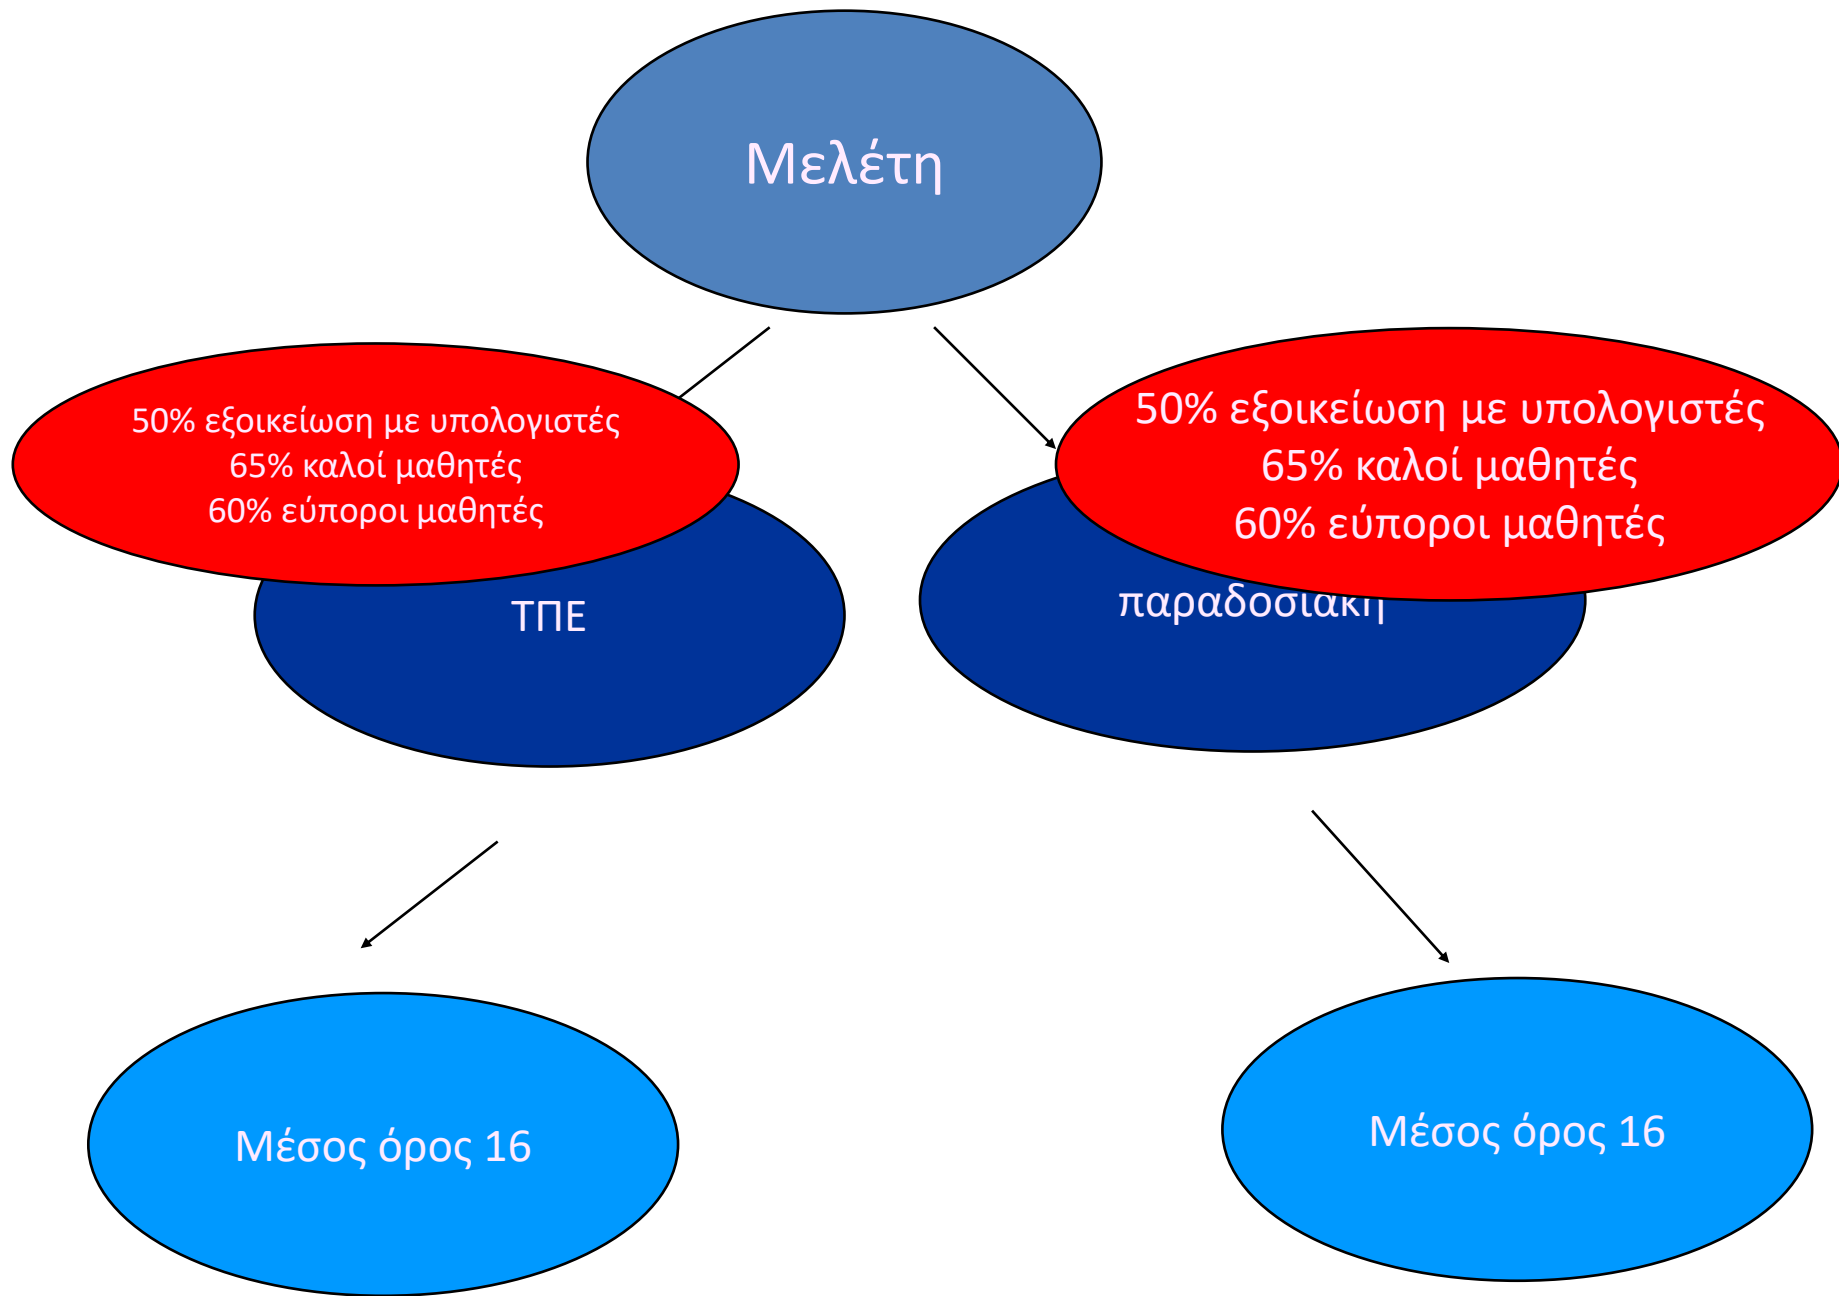 Μελέτη
50% εξοικείωση με υπολογιστές
65% καλοί μαθητές
60% εύποροι μαθητές
50% εξοικείωση με υπολογιστές
65% καλοί μαθητές
60% εύποροι μαθητές
ΤΠΕ
παραδοσιακή
Μέσος όρος 16
Μέσος όρος 16